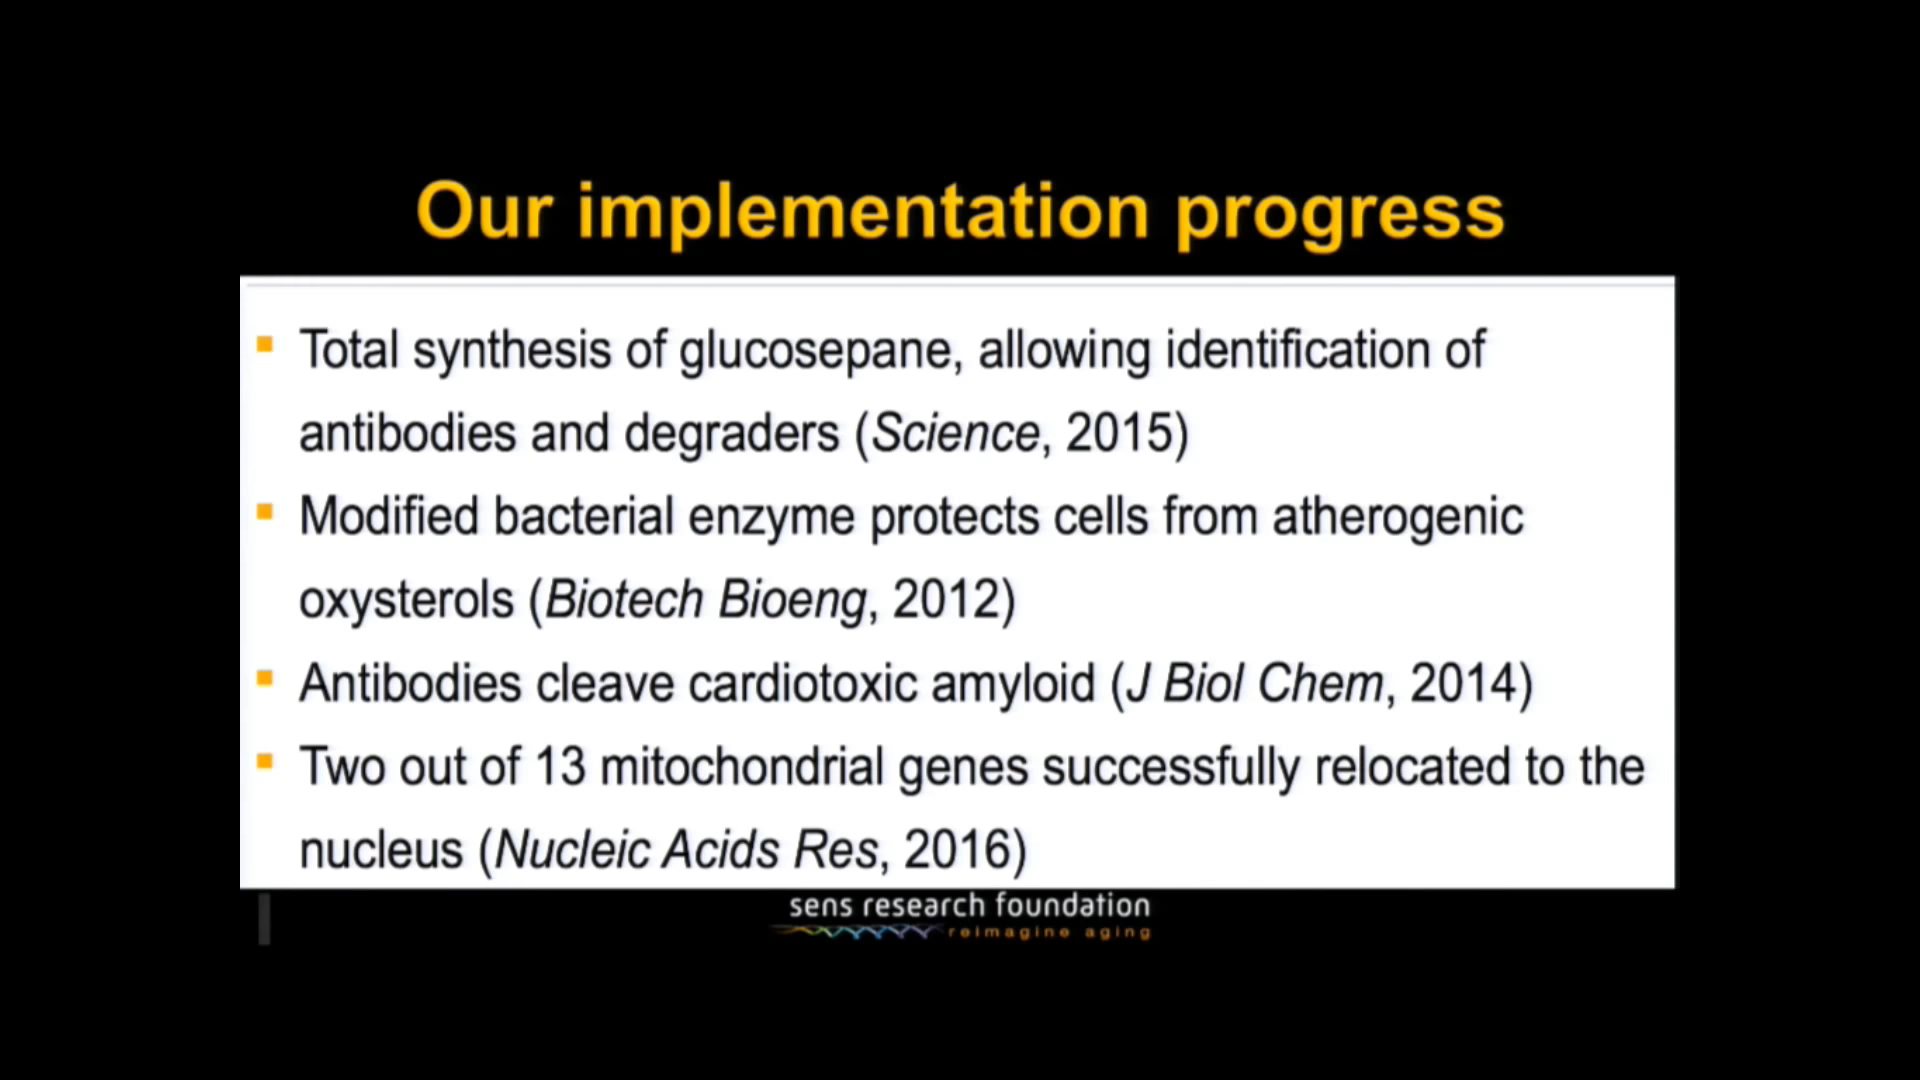 Our implementation progress
Total synthesis of glucosepane, allowing identification of
antibodies and degraders (Science, 2015)
Modified bacterial enzyme protects cells from atherogenic
oxysterols (Biotech Bioeng, 2012)
Antibodies cleave cardiotoxic amyloid (J Biol Chem, 2014)
Two out of 13 mitochondrial genes successfully relocated to the
nucleus (Nucleic Acids Res, 2016)
sens research foundation
reimagine aging